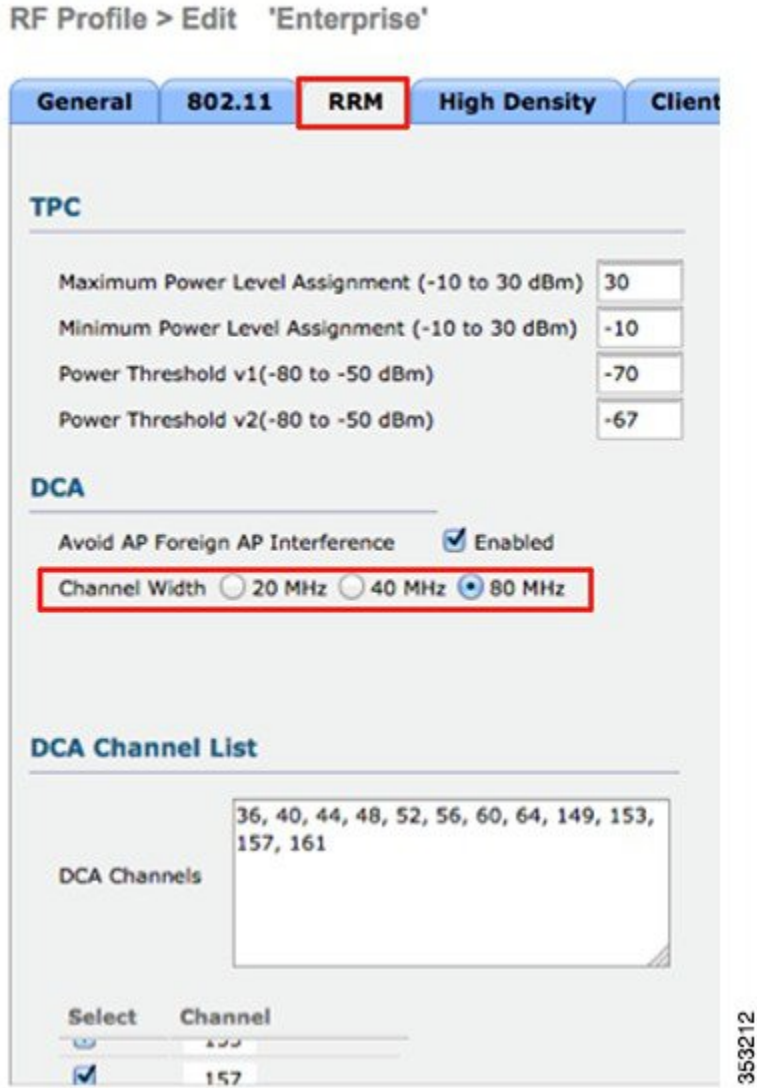 RF Profile > Edit 'Enterprise'
General 802.11 RRM High Density Client
TPC
Maximum Power Level Assignment (-10 to 30 dBm) 30
Minimum Power Level Assignment (-10 to 30 dBm) -10
Power Threshold v1(-80 to -50 dBm) -70
Power Threshold v2(-80 to -50 dBm) -67
DCA
Avoid AP Foreign AP Interference Enabled
Channel Width 20 MHz 40 MHz 80 MHz
DCA Channel List
36, 40, 44, 48, 52, 56, 60, 64, 149, 153,
157, 161
DCA Channels
Select Channel
157
353212